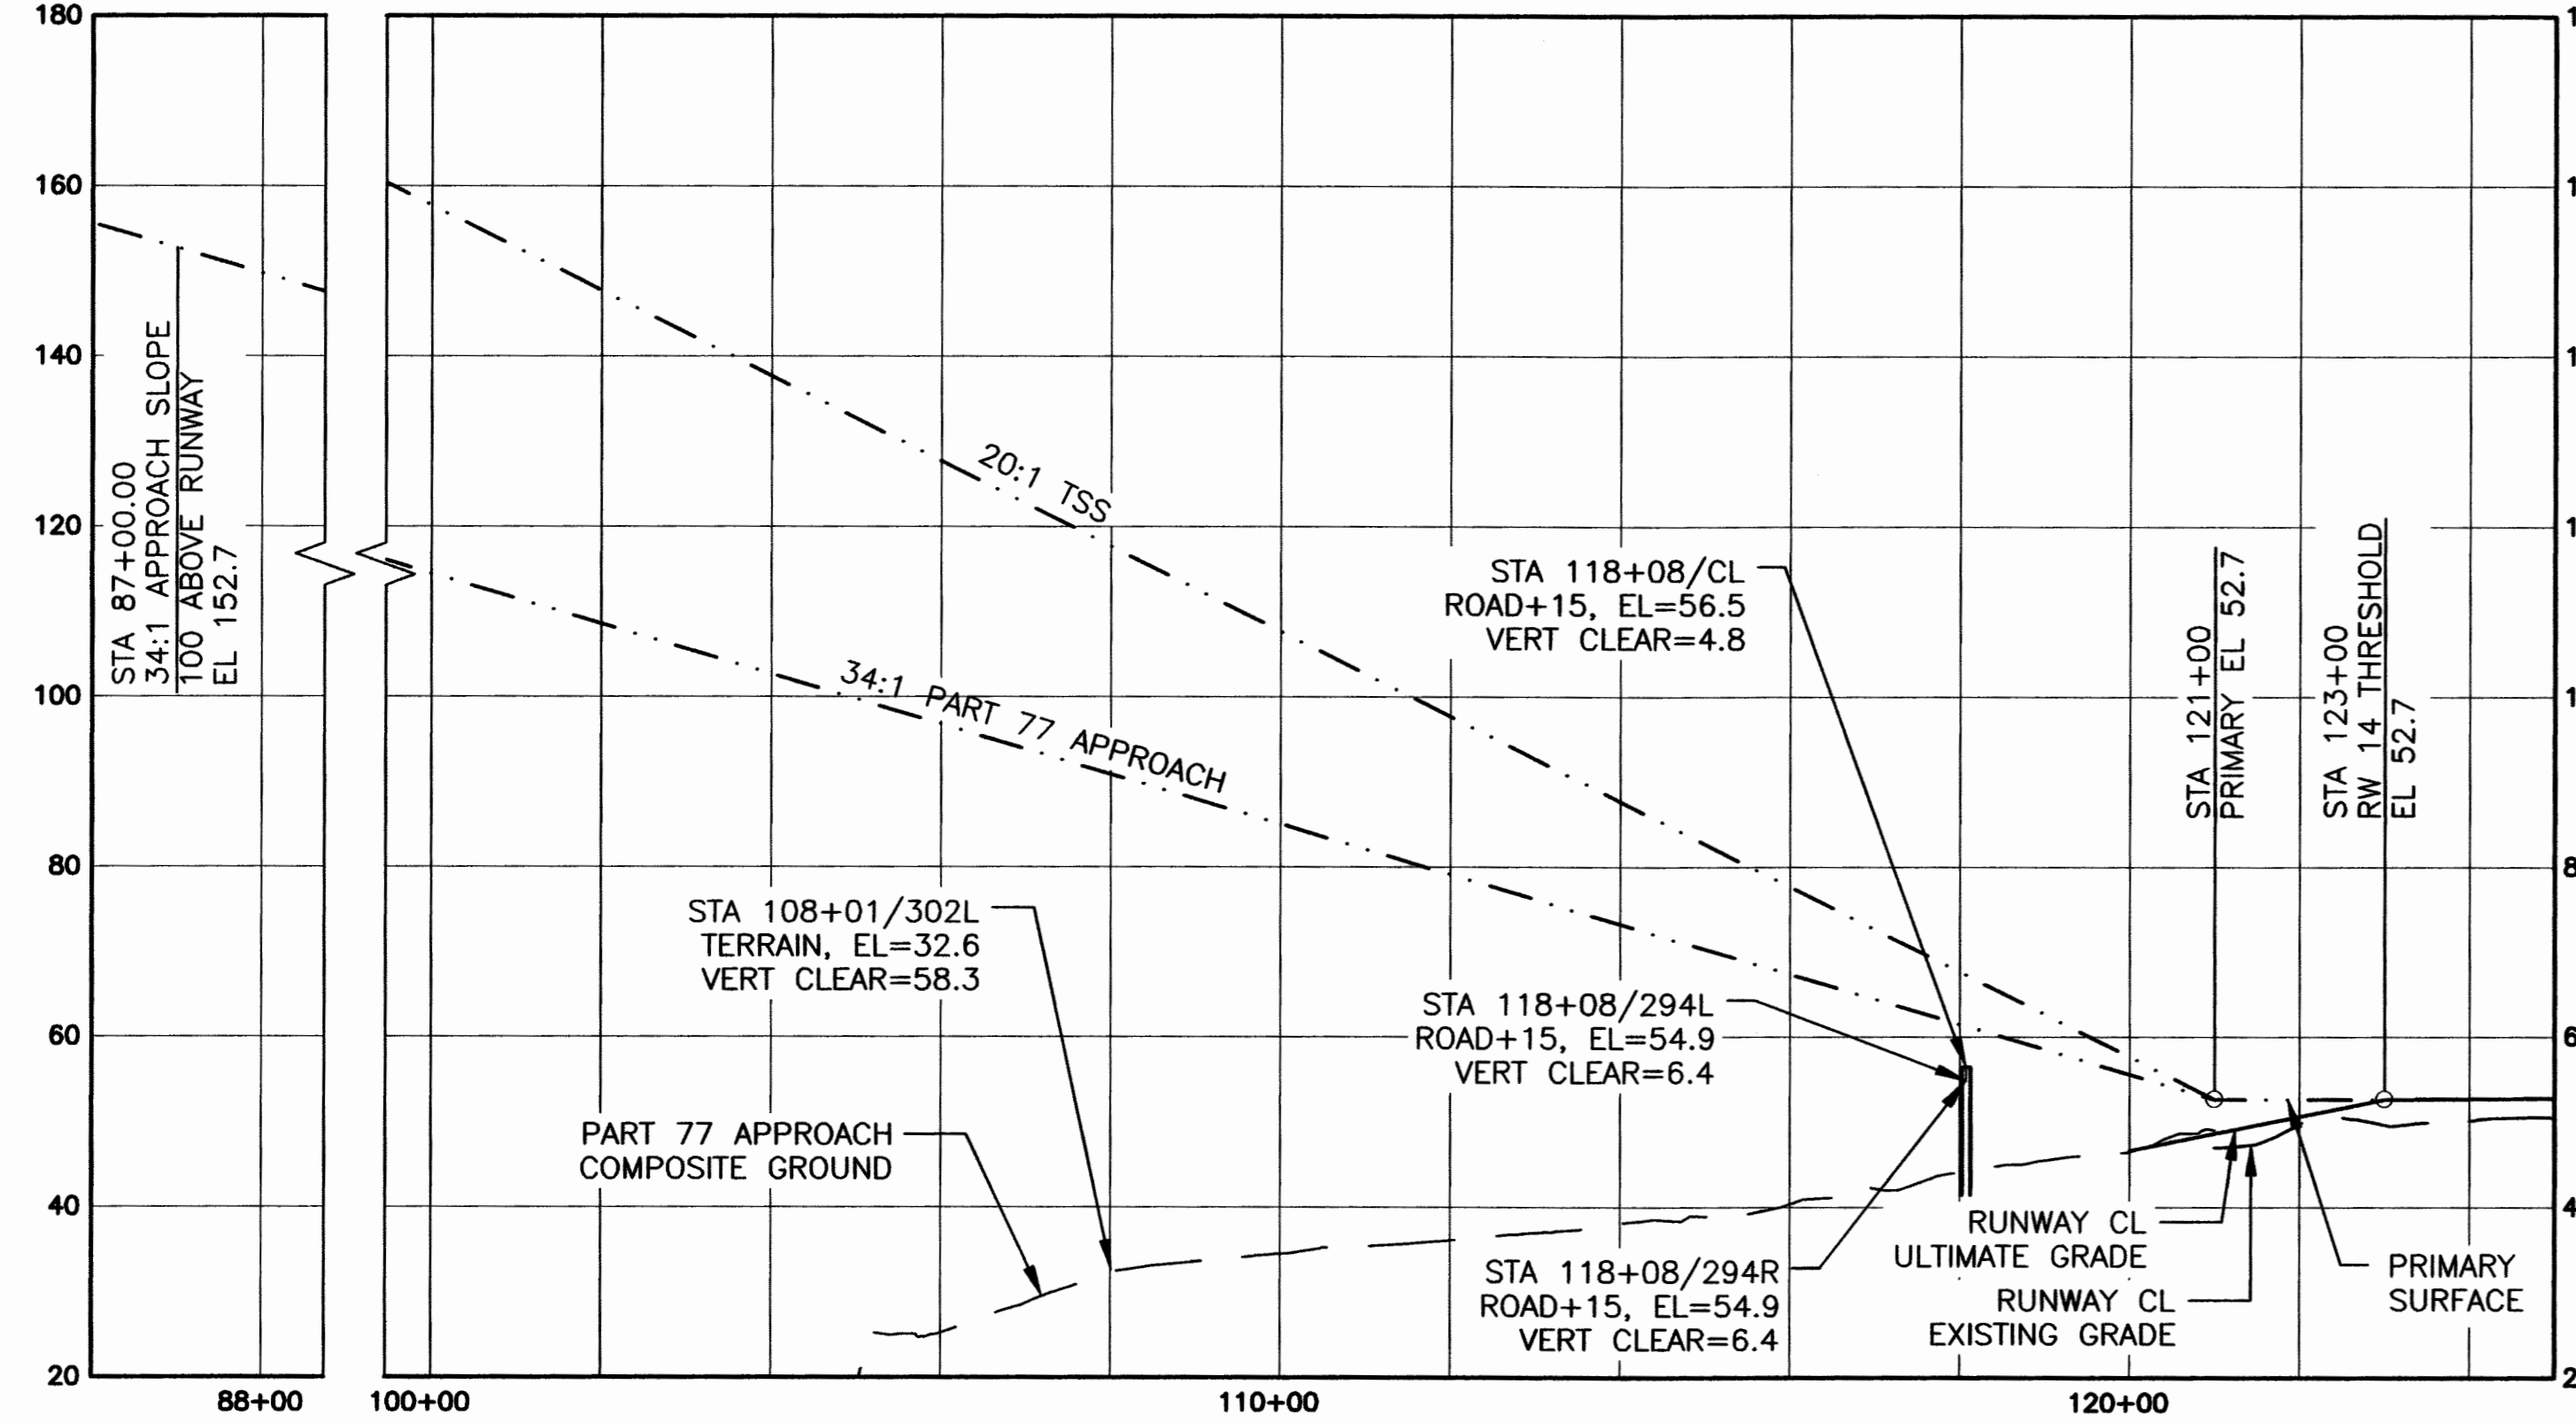 180
160
140
120
100
80
60
40
20
STA 87+00.00
34:1 APPROACH SLOPE
100 ABOVE RUNWAY
EL 152.7
20:1 TSS
34:1 PART 77 APPROACH
STA 118+08/CL
ROAD+15, EL=56.5
VERT CLEAR=4.8
STA 121+00
PRIMARY EL 52.7
STA 123+00
RW 14 THRESHOLD
EL 52.7
STA 108+01/302L
TERRAIN, EL=32.6
VERT CLEAR=58.3
STA 118+08/294L
ROAD+15, EL=54.9
VERT CLEAR=6.4
PART 77 APPROACH
COMPOSITE GROUND
STA 118+08/294R
ROAD+15, EL=54.9
VERT CLEAR=6.4
RUNWAY CL
ULTIMATE GRADE
RUNWAY CL
EXISTING GRADE
PRIMARY
SURFACE
88+00
100+00
110+00
120+00